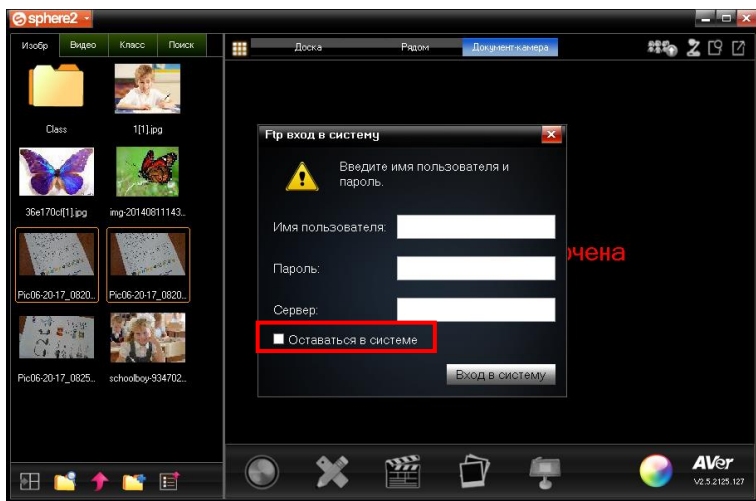 sphere2
Изобр Видео Класс Поиск
Доска Рядом Документ-камера
Class
1[1].jpg
36e170cf[1].jpg
img-20140811143...
Pic06-20-17_0820...
Pic06-20-17_0820...
Pic06-20-17_0825...
schoolboy-934702...
Ftp вход в систему
Введите имя пользователя и
пароль.
Имя пользователя:
Пароль:
Сервер:
Оставаться в системе
Вход в систему
AVer
V2.5.2125.127